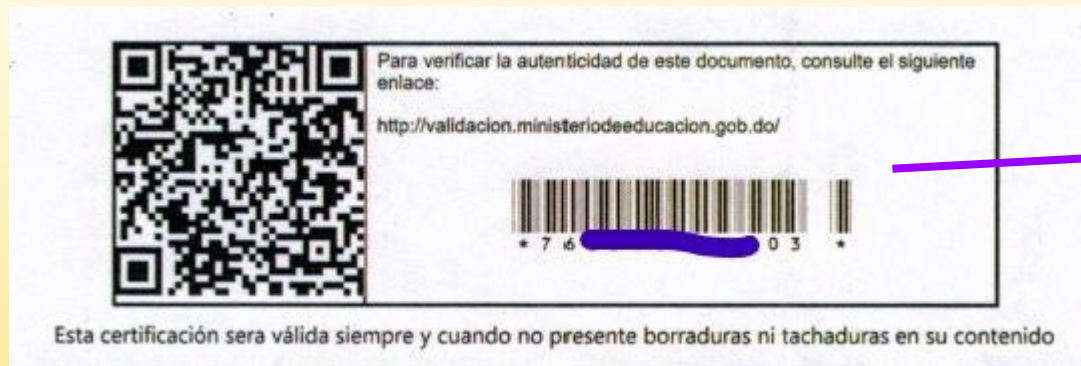 Para verificar la autenticidad de este documento, consulte el siguiente
enlace:
http://validacion.ministeriodeeducacion.gob.do/
* 7 6 0 3 *
Esta certificación sera válida siempre y cuando no presente borraduras ni tachaduras en su contenido